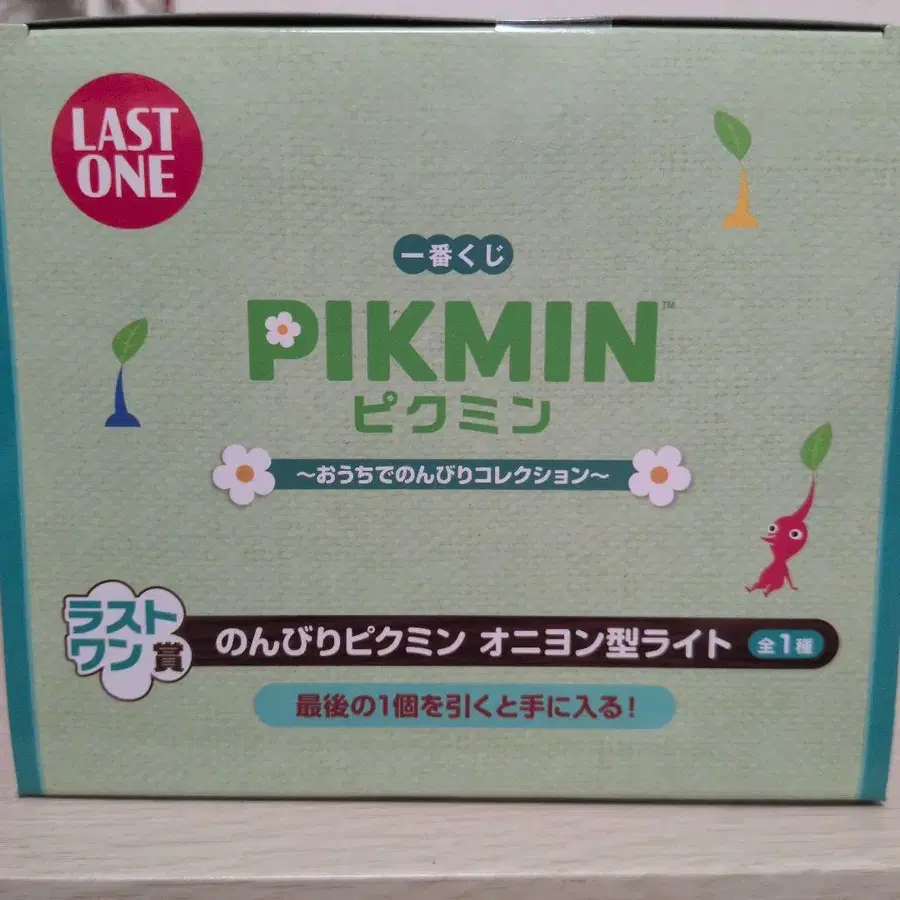 LAST
ONE
一番くじ
PIKMIN™
ピクミン
～おうちでのんびりコレクション～
ラスト
ワン賞
のんびりピクミン オニヨン型ライト 全1種
最後の1個を引くと手に入る!